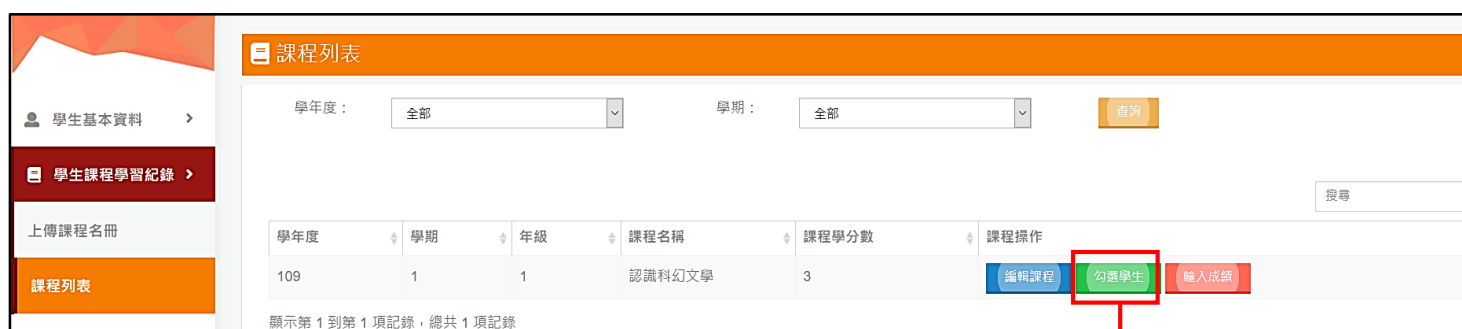 課程列表
學生基本資料
學生課程學習紀錄
上傳課程名冊
課程列表
學年度： 全部 學期： 全部 查詢
搜尋
學年度 學期 年級 課程名稱 課程學分數 課程操作
109 1 1 認識科幻文學 3 編輯課程 勾選學生 輸入成績
顯示第 1 到第 1 項記錄，總共 1 項記錄